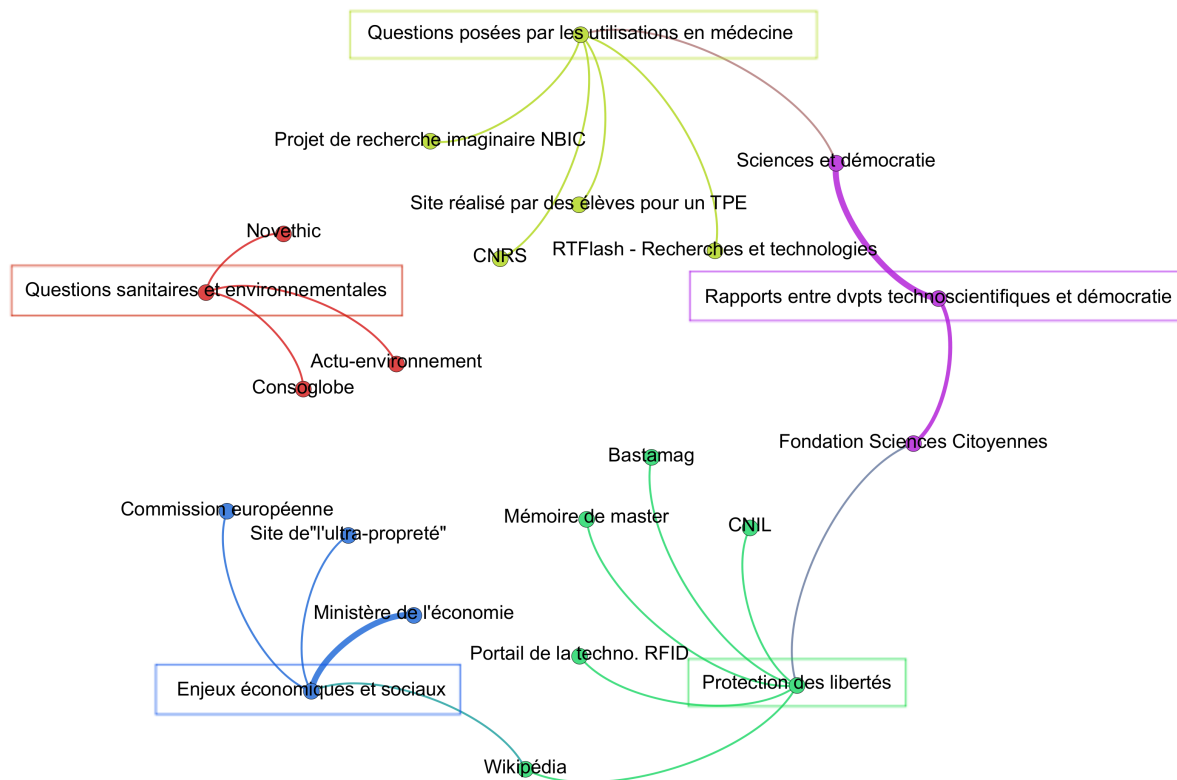 Questions posées par les utilisations en médecine
Projet de recherche imaginaire NBIC
Sciences et démocratie
Site réalisé par des élèves pour un TPE
Novethic
RTFlash - Recherches et technologies
CNRS
Questions sanitaires et environnementales
Rapports entre dvpts technoscientifiques et démocratie
Actu-environnement
Consoglobe
Fondation Sciences Citoyennes
Bastamag
Commission européenne
Mémoire de master
CNIL
Site de"l'ultra-propreté"
Ministère de l'économie
Portail de la techno. RFID
Protection des libertés
Enjeux économiques et sociaux
Wikipédia